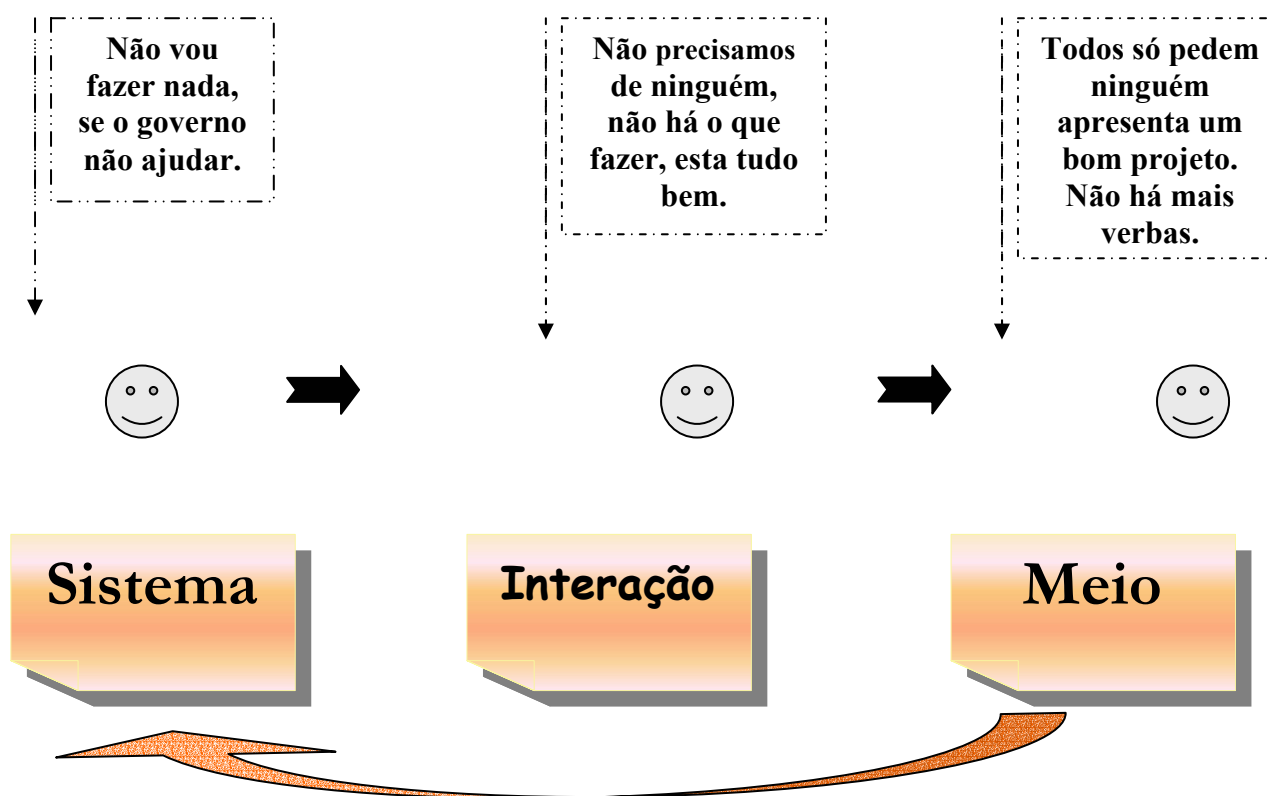 Não vou
fazer nada,
se o governo
não ajudar.
Não precisamos
de ninguém,
não há o que
fazer, esta tudo
bem.
Todos só pedem
ninguém
apresenta um
bom projeto.
Não há mais
verbas.
Sistema
Interação
Meio